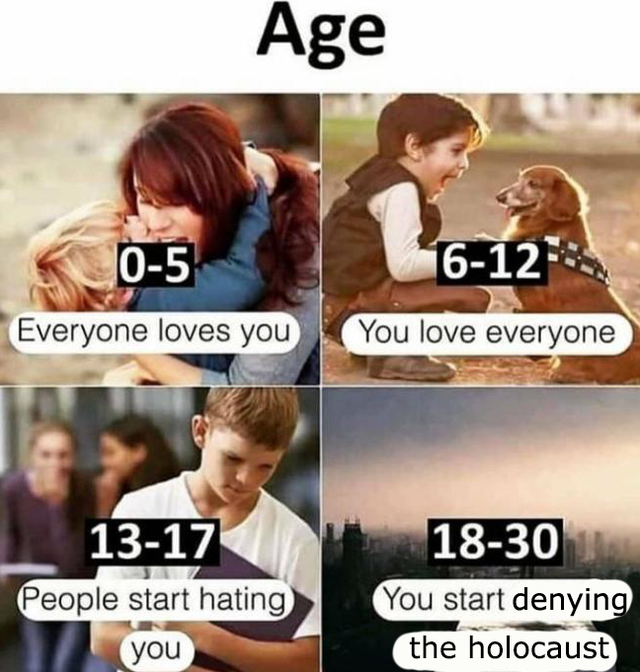 Age
0-5
Everyone loves you
6-12
You love everyone
13-17
People start hating
you
18-30
You start denying
the holocaust